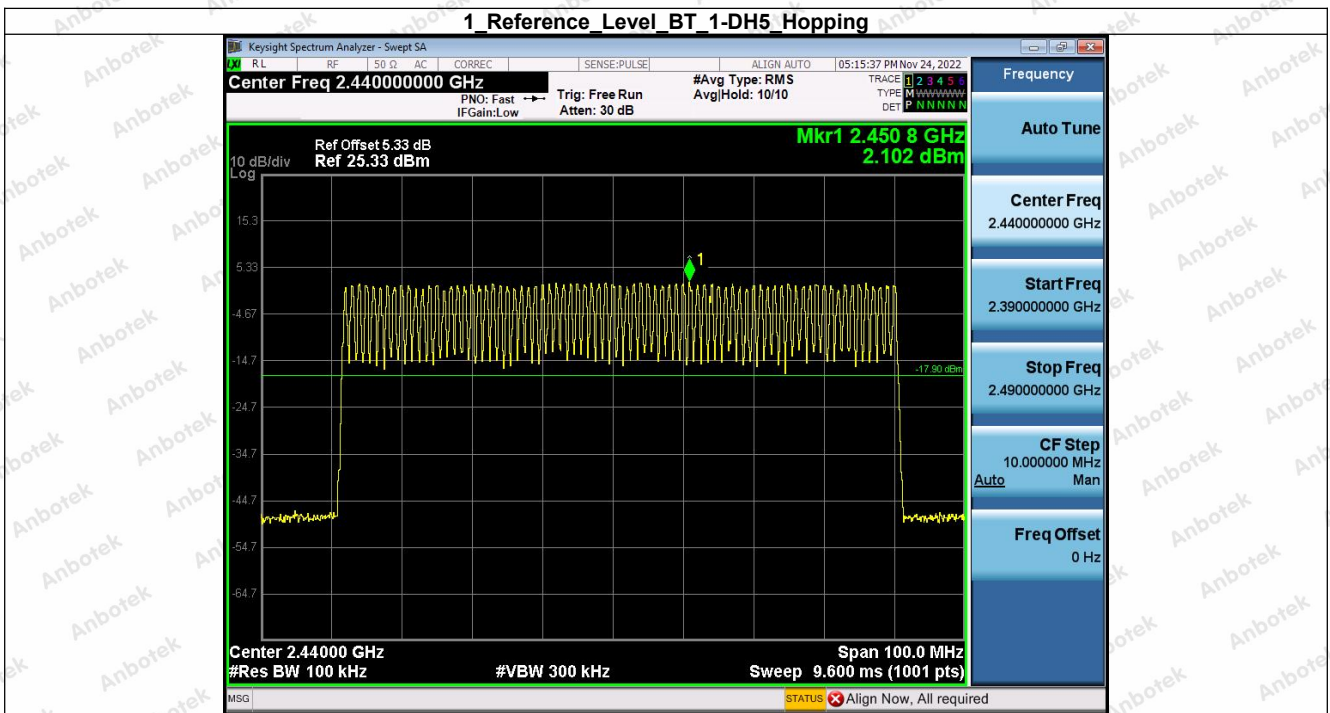 1_Reference_Level_BT_1-DH5_Hopping
Keysight Spectrum Analyzer - Swept SA
RL RF 50 Ω AC CORREC SENSE:PULSE ALIGN AUTO 05:15:37 PM Nov 24, 2022
Center Freq 2.440000000 GHz
PNO: Fast
IFGain:Low
Trig: Free Run
Atten: 30 dB
#Avg Type: RMS
Avg|Hold: 10/10
TRACE 1 2 3 4 5 6
TYPE M WWWWW
DET P N N N N N
Frequency
Auto Tune
Center Freq
2.440000000 GHz
Start Freq
2.390000000 GHz
Stop Freq
2.490000000 GHz
CF Step
10.000000 MHz
Auto Man
Freq Offset
0 Hz
Mkr1 2.450 8 GHz
2.102 dBm
Ref Offset 5.33 dB
10 dB/div Ref 25.33 dBm
Log
15.3
5.33
-4.67
-14.7
-24.7
-34.7
-44.7
-54.7
-64.7
1
-17.90 dBm
Center 2.44000 GHz Span 100.0 MHz
#Res BW 100 kHz #VBW 300 kHz Sweep 9.600 ms (1001 pts)
MSG STATUS Align Now, All required
Anbotek